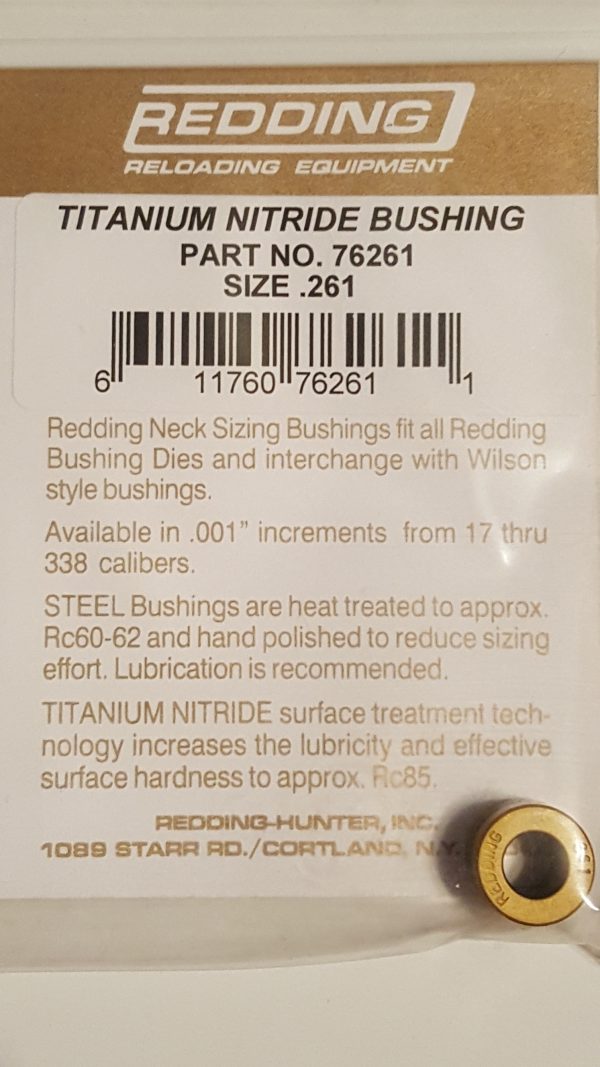 REDDING
RELOADING EQUIPMENT
TITANIUM NITRIDE BUSHING
PART NO. 76261
SIZE .261
6 11760 76261 1
Redding Neck Sizing Bushings fit all Redding
Bushing Dies and interchange with Wilson
style bushings.
Available in .001" increments from 17 thru
338 calibers.
STEEL Bushings are heat treated to approx.
Rc60-62 and hand polished to reduce sizing
effort. Lubrication is recommended.
TITANIUM NITRIDE surface treatment tech-
nology increases the lubricity and effective
surface hardness to approx. Rc85.
REDDING-HUNTER, INC.
1089 STARR RD./CORTLAND, N.Y.
REDDING